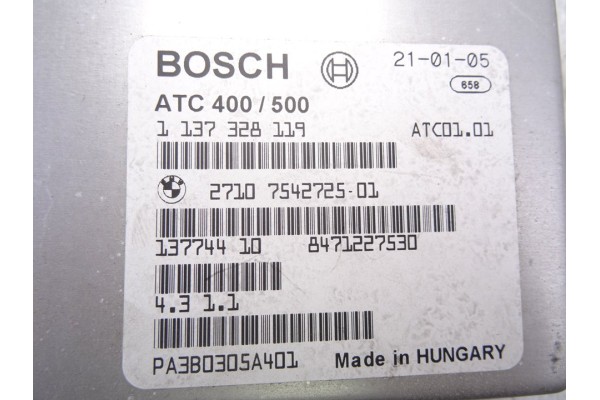 BOSCH 21-01-05
658
ATC 400 / 500
1 137 328 119 ATC01.01
2710 7542725-01
137744 10 8471227530
4.3 1.1
PA3B0305A401 Made in HUNGARY